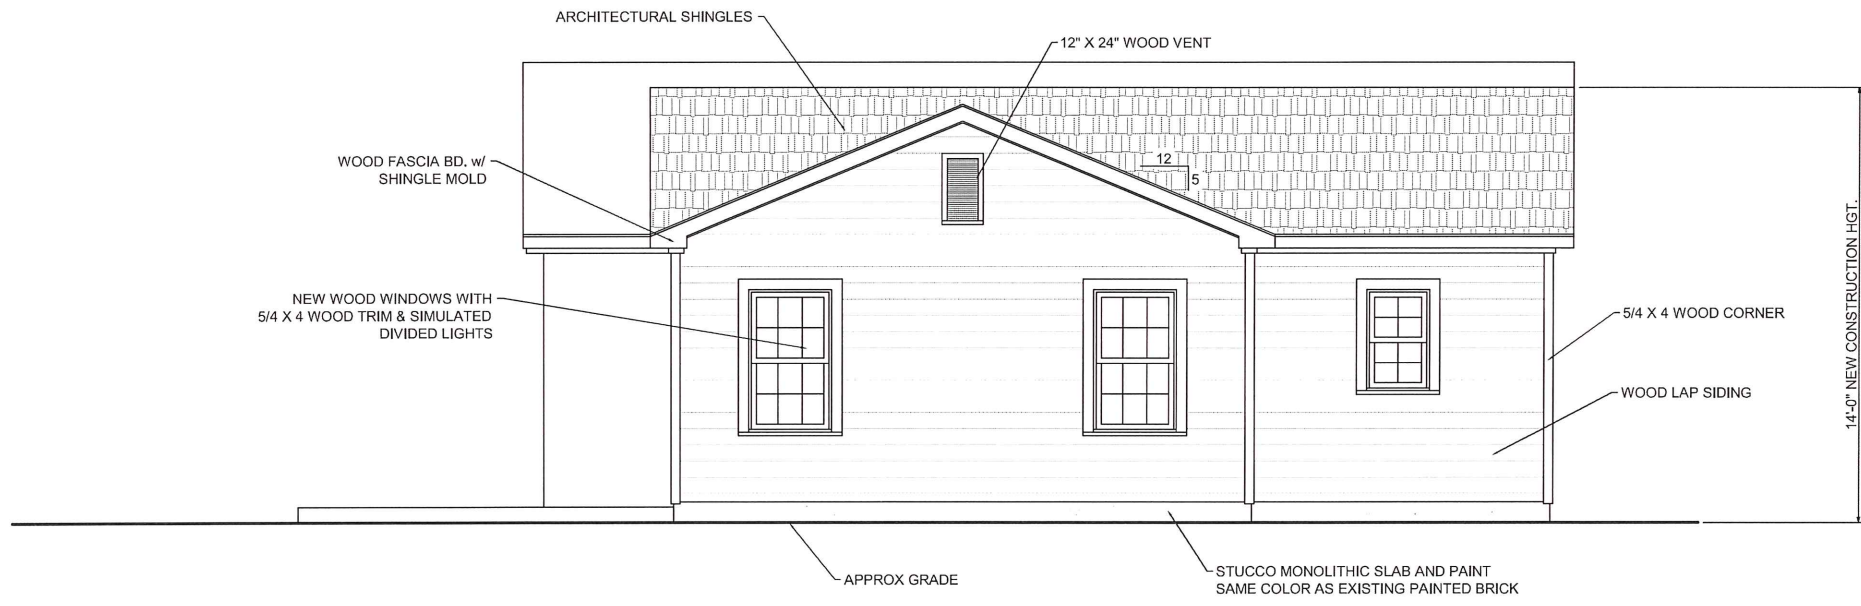 ARCHITECTURAL SHINGLES
12" X 24" WOOD VENT
WOOD FASCIA BD. w/
SHINGLE MOLD
12
5
NEW WOOD WINDOWS WITH
5/4 X 4 WOOD TRIM & SIMULATED
DIVIDED LIGHTS
5/4 X 4 WOOD CORNER
WOOD LAP SIDING
14'-0" NEW CONSTRUCTION HGT.
APPROX GRADE
STUCCO MONOLITHIC SLAB AND PAINT
SAME COLOR AS EXISTING PAINTED BRICK